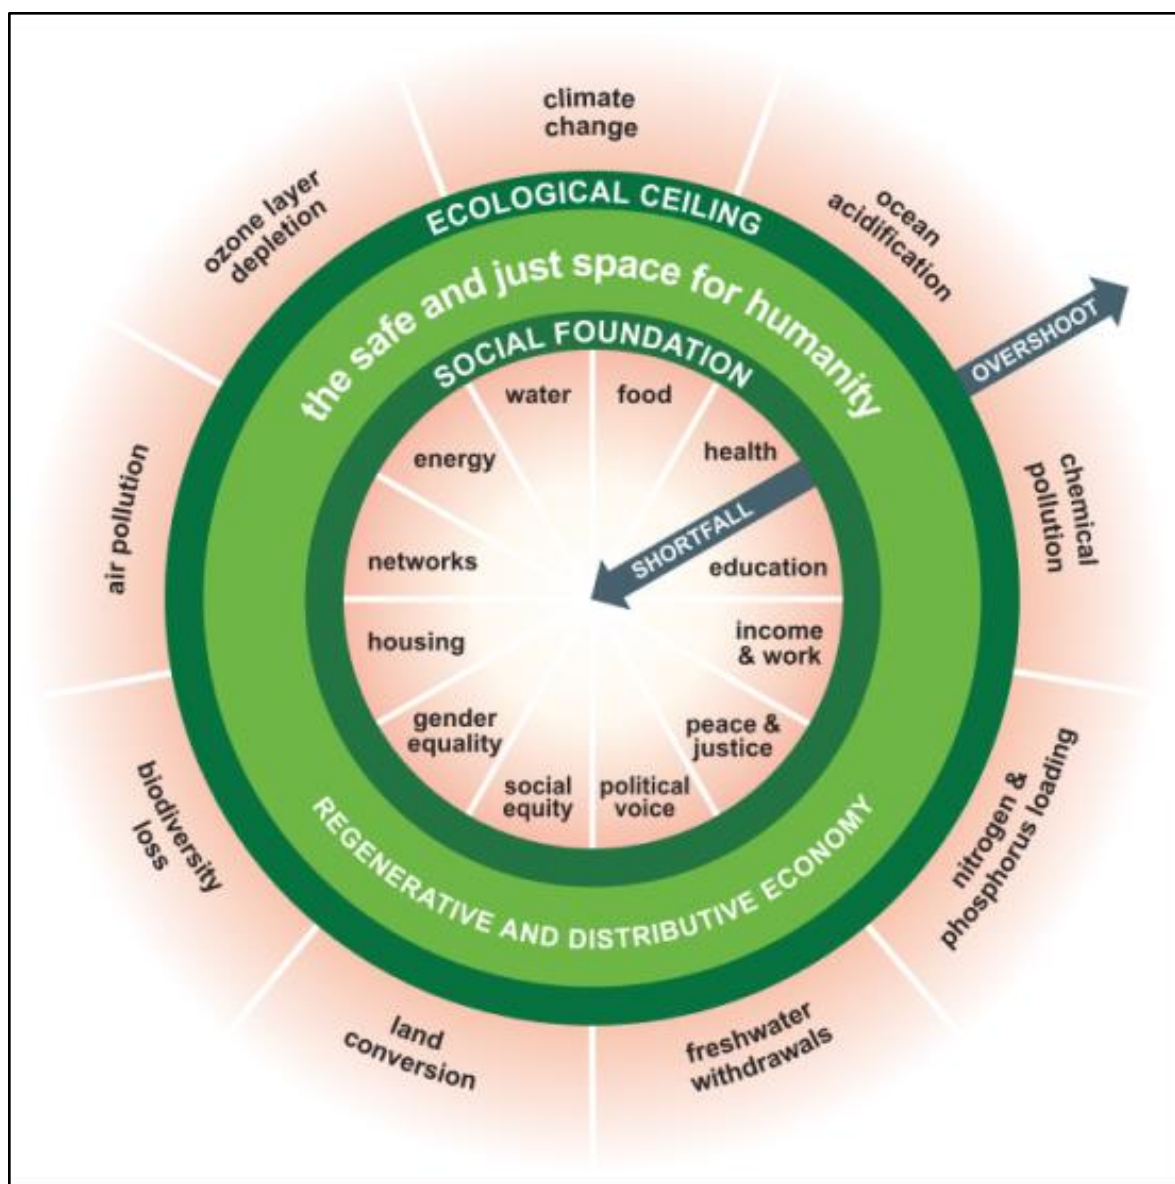 climate
change
ocean
acidification
chemical
pollution
nitrogen &
phosphorus loading
freshwater
withdrawals
land
conversion
biodiversity
loss
air pollution
ozone layer
depletion
OVERSHOOT
ECOLOGICAL CEILING
the safe and just space for humanity
SOCIAL FOUNDATION
water
food
health
SHORTFALL
education
income
& work
peace &
justice
political
voice
social
equity
gender
equality
housing
networks
energy
REGENERATIVE AND DISTRIBUTIVE ECONOMY